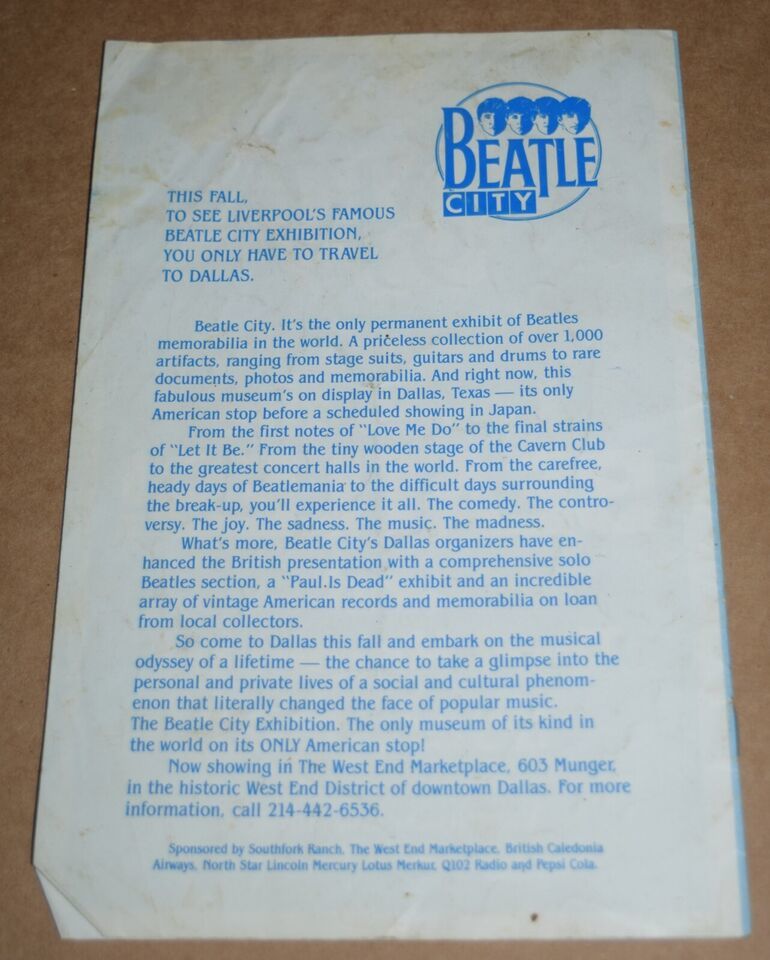 BEATLE
CITY
THIS FALL,
TO SEE LIVERPOOL'S FAMOUS
BEATLE CITY EXHIBITION,
YOU ONLY HAVE TO TRAVEL
TO DALLAS.
Beatle City. It's the only permanent exhibit of Beatles
memorabilia in the world. A priceless collection of over 1,000
artifacts, ranging from stage suits, guitars and drums to rare
documents, photos and memorabilia. And right now, this
fabulous museum's on display in Dallas, Texas — its only
American stop before a scheduled showing in Japan.
From the first notes of "Love Me Do" to the final strains
of "Let It Be." From the tiny wooden stage of the Cavern Club
to the greatest concert halls in the world. From the carefree,
heady days of Beatlemania to the difficult days surrounding
the break-up, you'll experience it all. The comedy. The contro-
versy. The joy. The sadness. The music. The madness.
What's more, Beatle City's Dallas organizers have en-
hanced the British presentation with a comprehensive solo
Beatles section, a "Paul Is Dead" exhibit and an incredible
array of vintage American records and memorabilia on loan
from local collectors.
So come to Dallas this fall and embark on the musical
odyssey of a lifetime — the chance to take a glimpse into the
personal and private lives of a social and cultural phenom-
enon that literally changed the face of popular music.
The Beatle City Exhibition. The only museum of its kind in
the world on its ONLY American stop!
Now showing in The West End Marketplace, 603 Munger,
in the historic West End District of downtown Dallas. For more
information, call 214-442-6536.
Sponsored by Southfork Ranch, The West End Marketplace, British Caledonia
Airways, North Star Lincoln Mercury Lotus Merkur, Q102 Radio and Pepsi Cola.